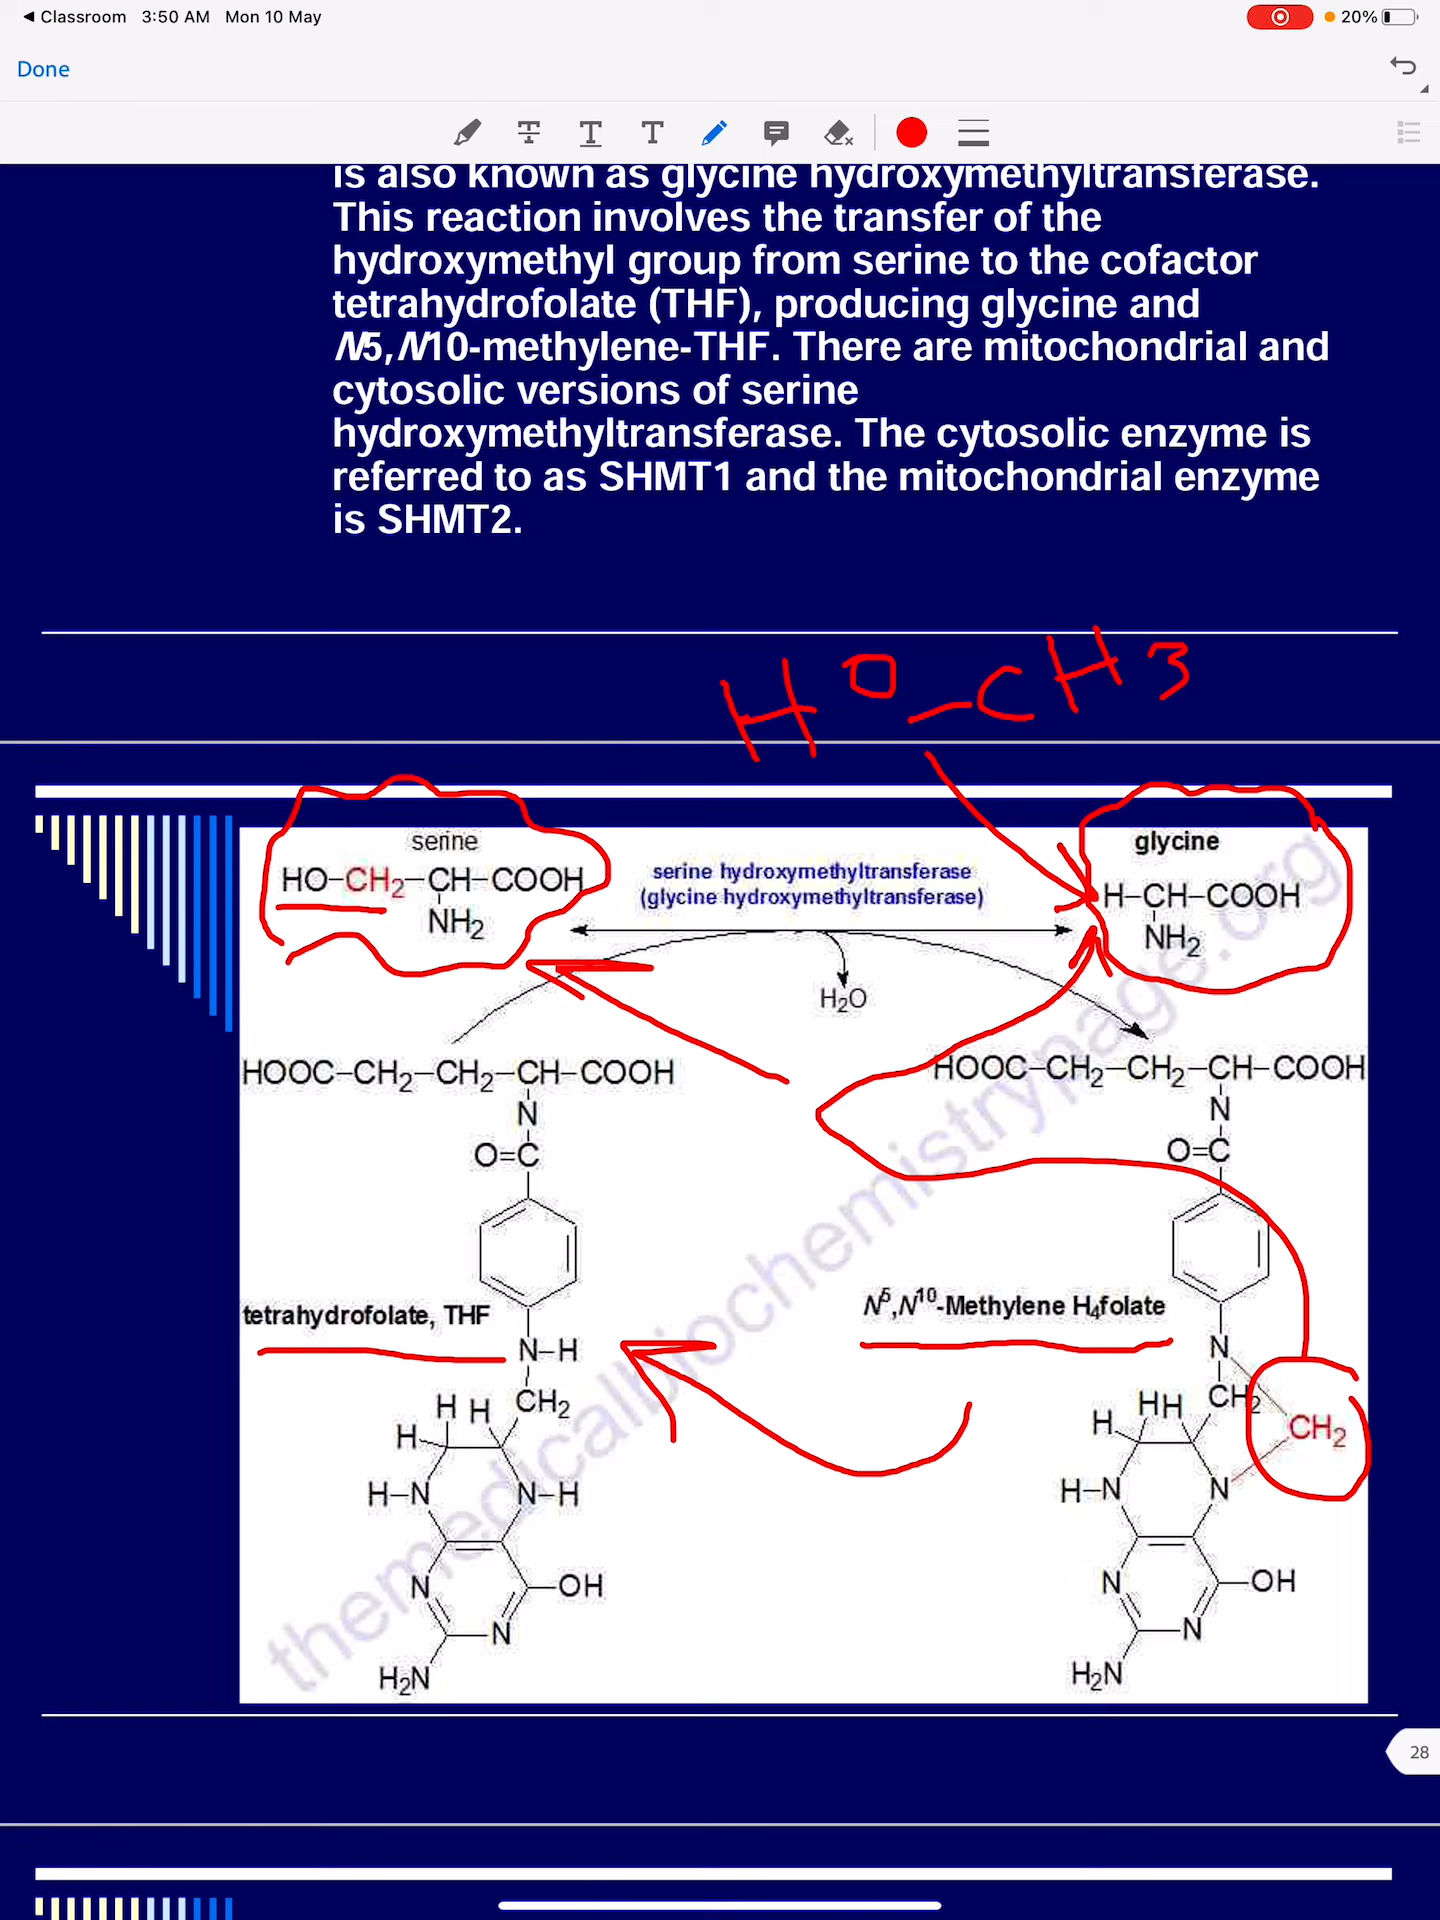 Classroom 3:50 AM Mon 10 May 20%
Done
is also known as glycine hydroxymethyltransferase.
This reaction involves the transfer of the
hydroxymethyl group from serine to the cofactor
tetrahydrofolate (THF), producing glycine and
N5,N10-methylene-THF. There are mitochondrial and
cytosolic versions of serine
hydroxymethyltransferase. The cytosolic enzyme is
referred to as SHMT1 and the mitochondrial enzyme
is SHMT2.
HO-CH3
serine
HO-CH2-CH-COOH
NH2
serine hydroxymethyltransferase
(glycine hydroxymethyltransferase)
H2O
glycine
H-CH-COOH
NH2
HOOC-CH2-CH2-CH-COOH
N
O=C
tetrahydrofolate, THF
N-H
CH2
H H
H
H-N N-H
N OH
N
H2N
HOOC-CH2-CH2-CH-COOH
N
O=C
N5,N10-Methylene H4folate
N
CH2
CH2
H HH
H-N N
N OH
N
H2N
themedicalbiochemistrypage.org
28